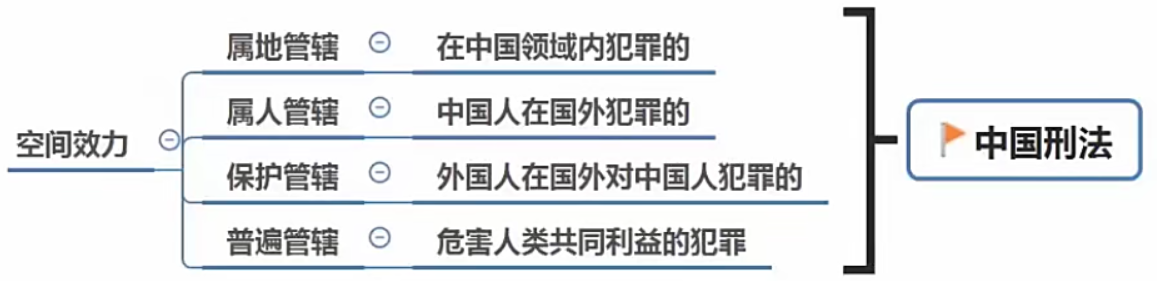 属地管辖 在中国领域内犯罪的
属人管辖 中国人在国外犯罪的
空间效力
中国刑法
保护管辖 外国人在国外对中国人犯罪的
普遍管辖 危害人类共同利益的犯罪